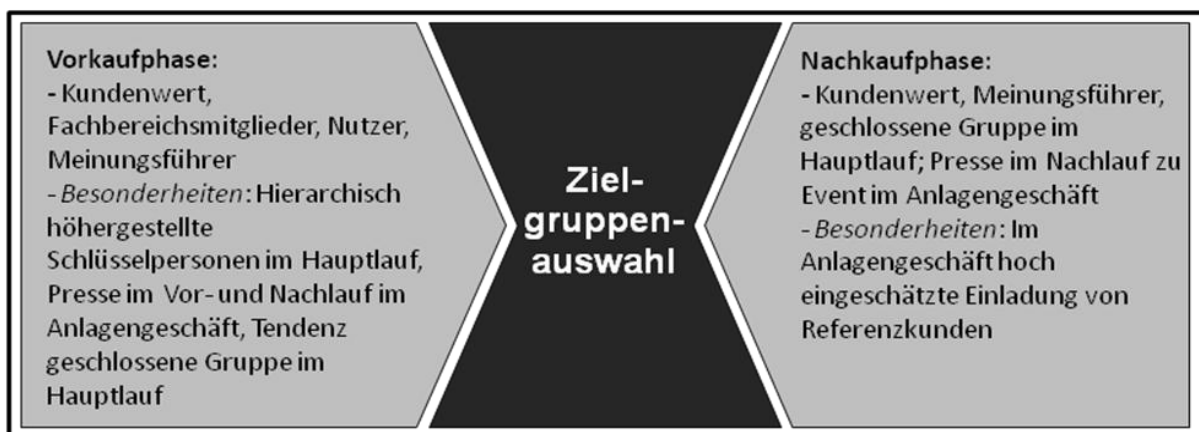 Vorkaufphase:
- Kundenwert,
Fachbereichsmitglieder, Nutzer,
Meinungsführer
- Besonderheiten: Hierarchisch
höhergestellte
Schlüsselpersonen im Hauptlauf,
Presse im Vor- und Nachlauf im
Anlagengeschäft, Tendenz
geschlossene Gruppe im
Hauptlauf
Ziel-
gruppen-
auswahl
Nachkaufphase:
- Kundenwert, Meinungsführer,
geschlossene Gruppe im
Hauptlauf; Presse im Nachlauf zu
Event im Anlagengeschäft
- Besonderheiten: Im
Anlagengeschäft hoch
eingeschätzte Einladung von
Referenzkunden